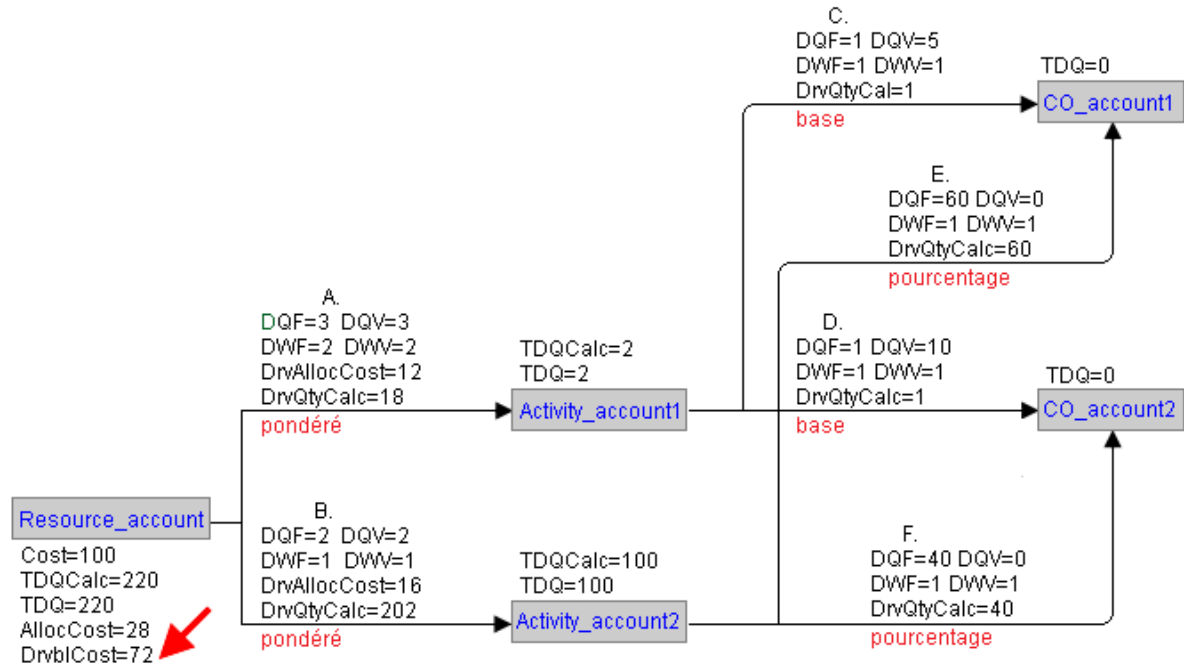 C.
DQF=1 DQV=5
DWF=1 DWV=1
DrvQtyCal=1
base
TDQ=0
CO_account1
E.
DQF=60 DQV=0
DWF=1 DWV=1
DrvQtyCalc=60
pourcentage
A.
DQF=3 DQV=3
DWF=2 DWV=2
DrvAllocCost=12
DrvQtyCalc=18
pondéré
TDQCalc=2
TDQ=2
Activity_account1
D.
DQF=1 DQV=10
DWF=1 DWV=1
DrvQtyCalc=1
base
TDQ=0
CO_account2
Resource_account
Cost=100
TDQCalc=220
TDQ=220
AllocCost=28
DrvblCost=72
B.
DQF=2 DQV=2
DWF=1 DWV=1
DrvAllocCost=16
DrvQtyCalc=202
pondéré
TDQCalc=100
TDQ=100
Activity_account2
F.
DQF=40 DQV=0
DWF=1 DWV=1
DrvQtyCalc=40
pourcentage